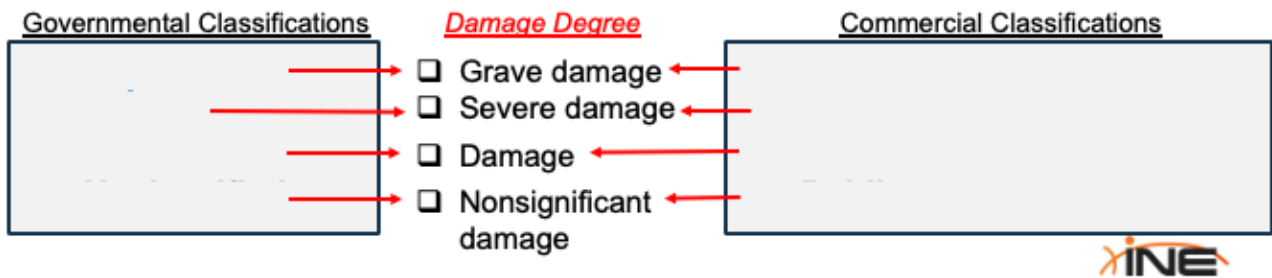 Governmental Classifications Damage Degree Commercial Classifications
Grave damage
Severe damage
Damage
Nonsignificant
damage
INE